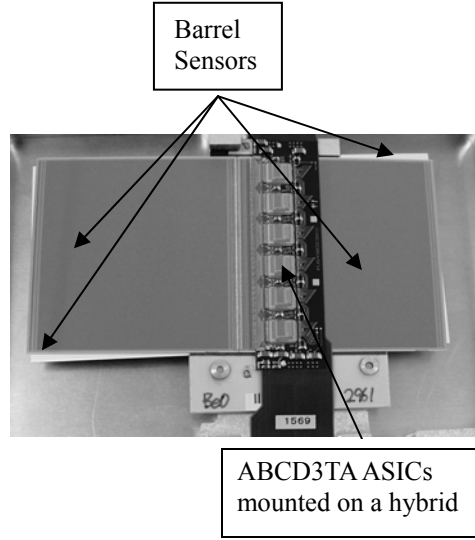 Barrel
Sensors
BeO
2961
1569
ABCD3TA ASICs
mounted on a hybrid